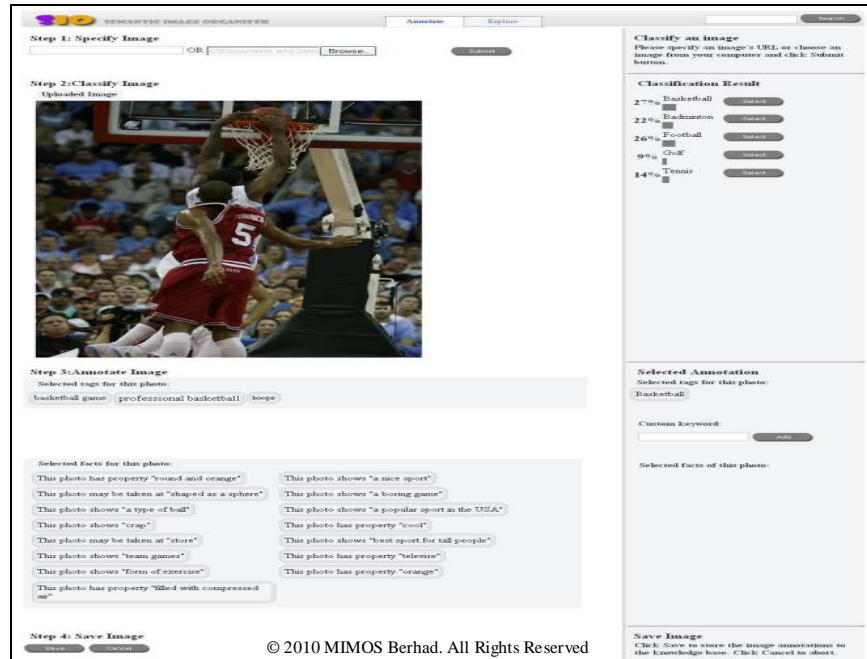 SIO SEMANTIC IMAGE ORGANIZER
Annotate
Explore
Search
Step 1: Specify Image
OR
Browse...
Submit
Classify an image
Please specify an image's URL or choose an
image from your computer and click Submit
button.
Step 2:Classify Image
Uploaded Image
5
Classification Result
27% Basketball Select
22% Badminton Select
26% Football Select
9% Golf Select
14% Tennis Select
Step 3:Annotate Image
Selected tags for this photo:
basketball game professional basketball hoops
Selected facts for this photo:
This photo has property "round and orange"
This photo shows "a nice sport"
This photo may be taken at "shaped as a sphere"
This photo shows "a boring game"
This photo shows "a type of ball"
This photo shows "a popular sport in the USA"
This photo shows "crap"
This photo has property "cool"
This photo may be taken at "store"
This photo shows "best sport for tall people"
This photo shows "team games"
This photo has property "televise"
This photo shows "form of exercise"
This photo has property "orange"
This photo has property "filled with compressed
air"
Selected Annotation
Selected tags for this photo:
Basketball
Custom keyword:
Add
Selected facts of this photo:
Step 4: Save Image
Save Cancel
© 2010 MIMOS Berhad. All Rights Reserved
Save Image
Click Save to store the image annotations to
the knowledge base. Click Cancel to abort.